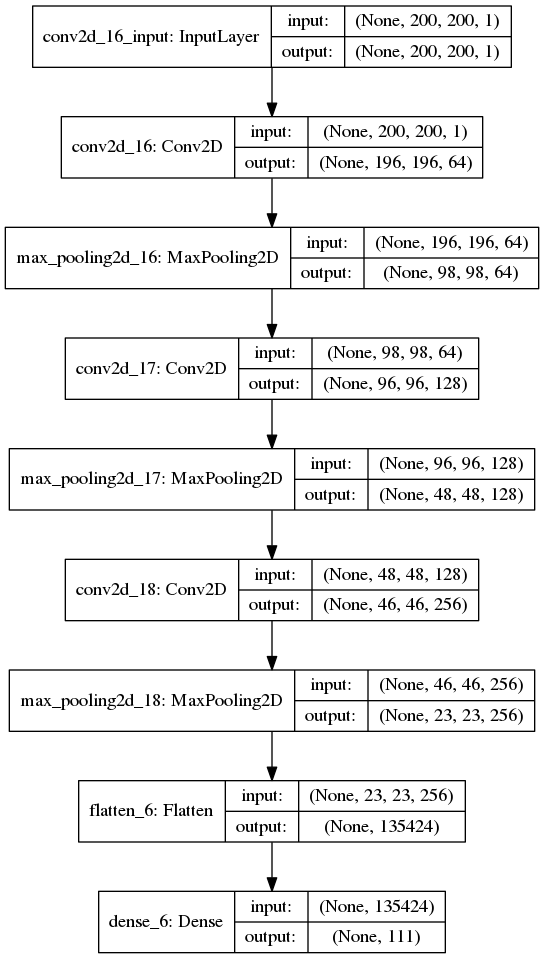 conv2d_16_input: InputLayer
input: (None, 200, 200, 1)
output: (None, 200, 200, 1)
conv2d_16: Conv2D
input: (None, 200, 200, 1)
output: (None, 196, 196, 64)
max_pooling2d_16: MaxPooling2D
input: (None, 196, 196, 64)
output: (None, 98, 98, 64)
conv2d_17: Conv2D
input: (None, 98, 98, 64)
output: (None, 96, 96, 128)
max_pooling2d_17: MaxPooling2D
input: (None, 96, 96, 128)
output: (None, 48, 48, 128)
conv2d_18: Conv2D
input: (None, 48, 48, 128)
output: (None, 46, 46, 256)
max_pooling2d_18: MaxPooling2D
input: (None, 46, 46, 256)
output: (None, 23, 23, 256)
flatten_6: Flatten
input: (None, 23, 23, 256)
output: (None, 135424)
dense_6: Dense
input: (None, 135424)
output: (None, 111)